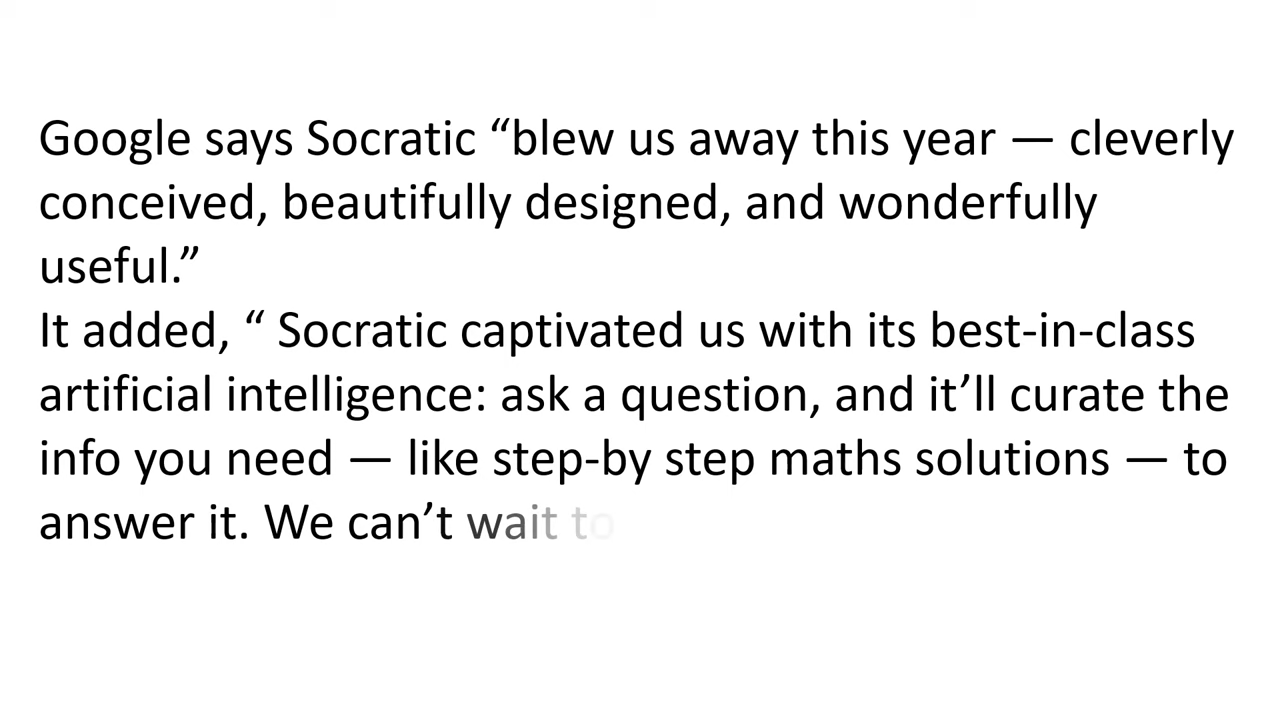 Google says Socratic “blew us away this year — cleverly
conceived, beautifully designed, and wonderfully
useful.”
It added, “ Socratic captivated us with its best-in-class
artificial intelligence: ask a question, and it’ll curate the
info you need — like step-by step maths solutions — to
answer it. We can’t wait to